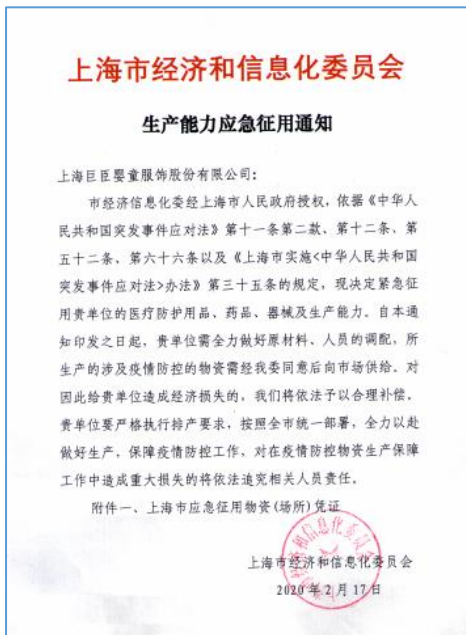 上海市经济和信息化委员会
生产能力应急征用通知
上海巨臣婴童服饰股份有限公司：
市经济信息化委经上海市人民政府授权，依据《中华人
民共和国突发事件应对法》第十一条第二款、第十二条、第
五十二条、第六十六条以及《上海市实施<中华人民共和国
突发事件应对法>办法》第三十五条的规定，现决定紧急征
用贵单位的医疗防护用品、药品、器械及生产能力。自本通
知印发之日起，贵单位需全力做好原材料、人员的调配，所
生产的涉及疫情防控的物资需经我委同意后向市场供给。对
因此给贵单位造成经济损失的，我们将依法予以合理补偿。
贵单位要严格执行排产要求，按照全市统一部署，全力以赴
做好生产，保障疫情防控工作，对在疫情防控物资生产保障
工作中造成重大损失的将依法追究相关人员责任。
附件一、上海市应急征用物资(场所)凭证
上海市经济和信息化委员会
2020年2月17日